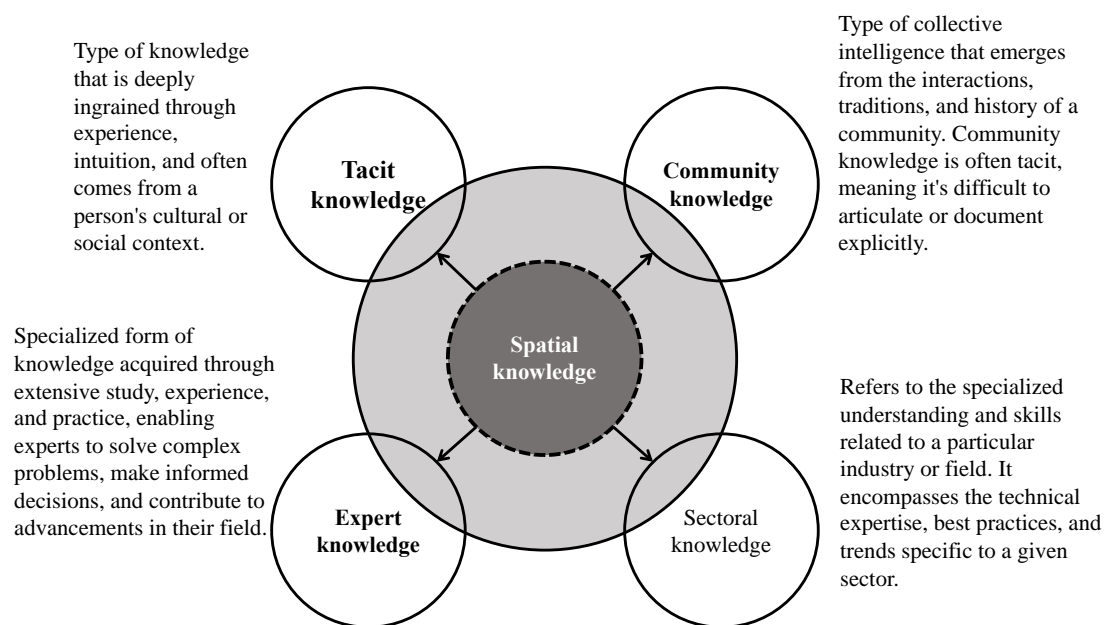 Type of knowledge
that is deeply
ingrained through
experience,
intuition, and often
comes from a
person's cultural or
social context.
Type of collective
intelligence that emerges
from the interactions,
traditions, and history of a
community. Community
knowledge is often tacit,
meaning it's difficult to
articulate or document
explicitly.
Tacit
knowledge
Community
knowledge
Spatial
knowledge
Specialized form of
knowledge acquired through
extensive study, experience,
and practice, enabling
experts to solve complex
problems, make informed
decisions, and contribute to
advancements in their field.
Expert
knowledge
Sectoral
knowledge
Refers to the specialized
understanding and skills
related to a particular
industry or field. It
encompasses the technical
expertise, best practices, and
trends specific to a given
sector.